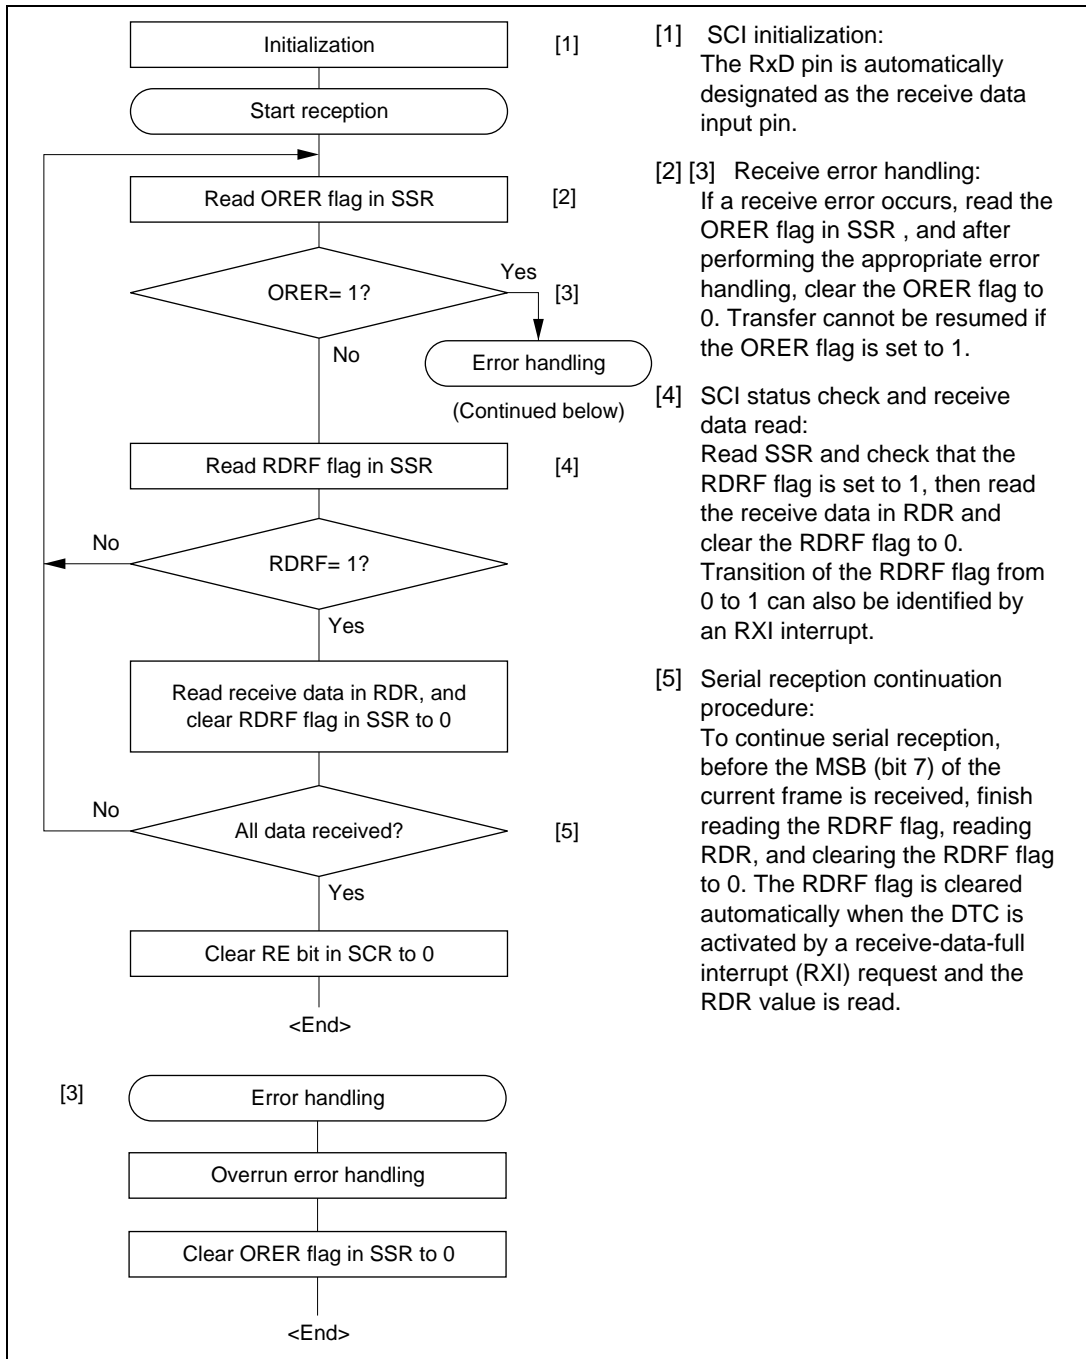 Initialization [1]
Start reception
Read ORER flag in SSR [2]
ORER= 1?
Yes
[3]
No
Error handling
(Continued below)
Read RDRF flag in SSR [4]
No
RDRF= 1?
Yes
Read receive data in RDR, and
clear RDRF flag in SSR to 0
No
All data received? [5]
Yes
Clear RE bit in SCR to 0
<End>
[3] Error handling
Overrun error handling
Clear ORER flag in SSR to 0
<End>
[1] SCI initialization:
The RxD pin is automatically
designated as the receive data
input pin.
[2] [3] Receive error handling:
If a receive error occurs, read the
ORER flag in SSR , and after
performing the appropriate error
handling, clear the ORER flag to
0. Transfer cannot be resumed if
the ORER flag is set to 1.
[4] SCI status check and receive
data read:
Read SSR and check that the
RDRF flag is set to 1, then read
the receive data in RDR and
clear the RDRF flag to 0.
Transition of the RDRF flag from
0 to 1 can also be identified by
an RXI interrupt.
[5] Serial reception continuation
procedure:
To continue serial reception,
before the MSB (bit 7) of the
current frame is received, finish
reading the RDRF flag, reading
RDR, and clearing the RDRF flag
to 0. The RDRF flag is cleared
automatically when the DTC is
activated by a receive-data-full
interrupt (RXI) request and the
RDR value is read.